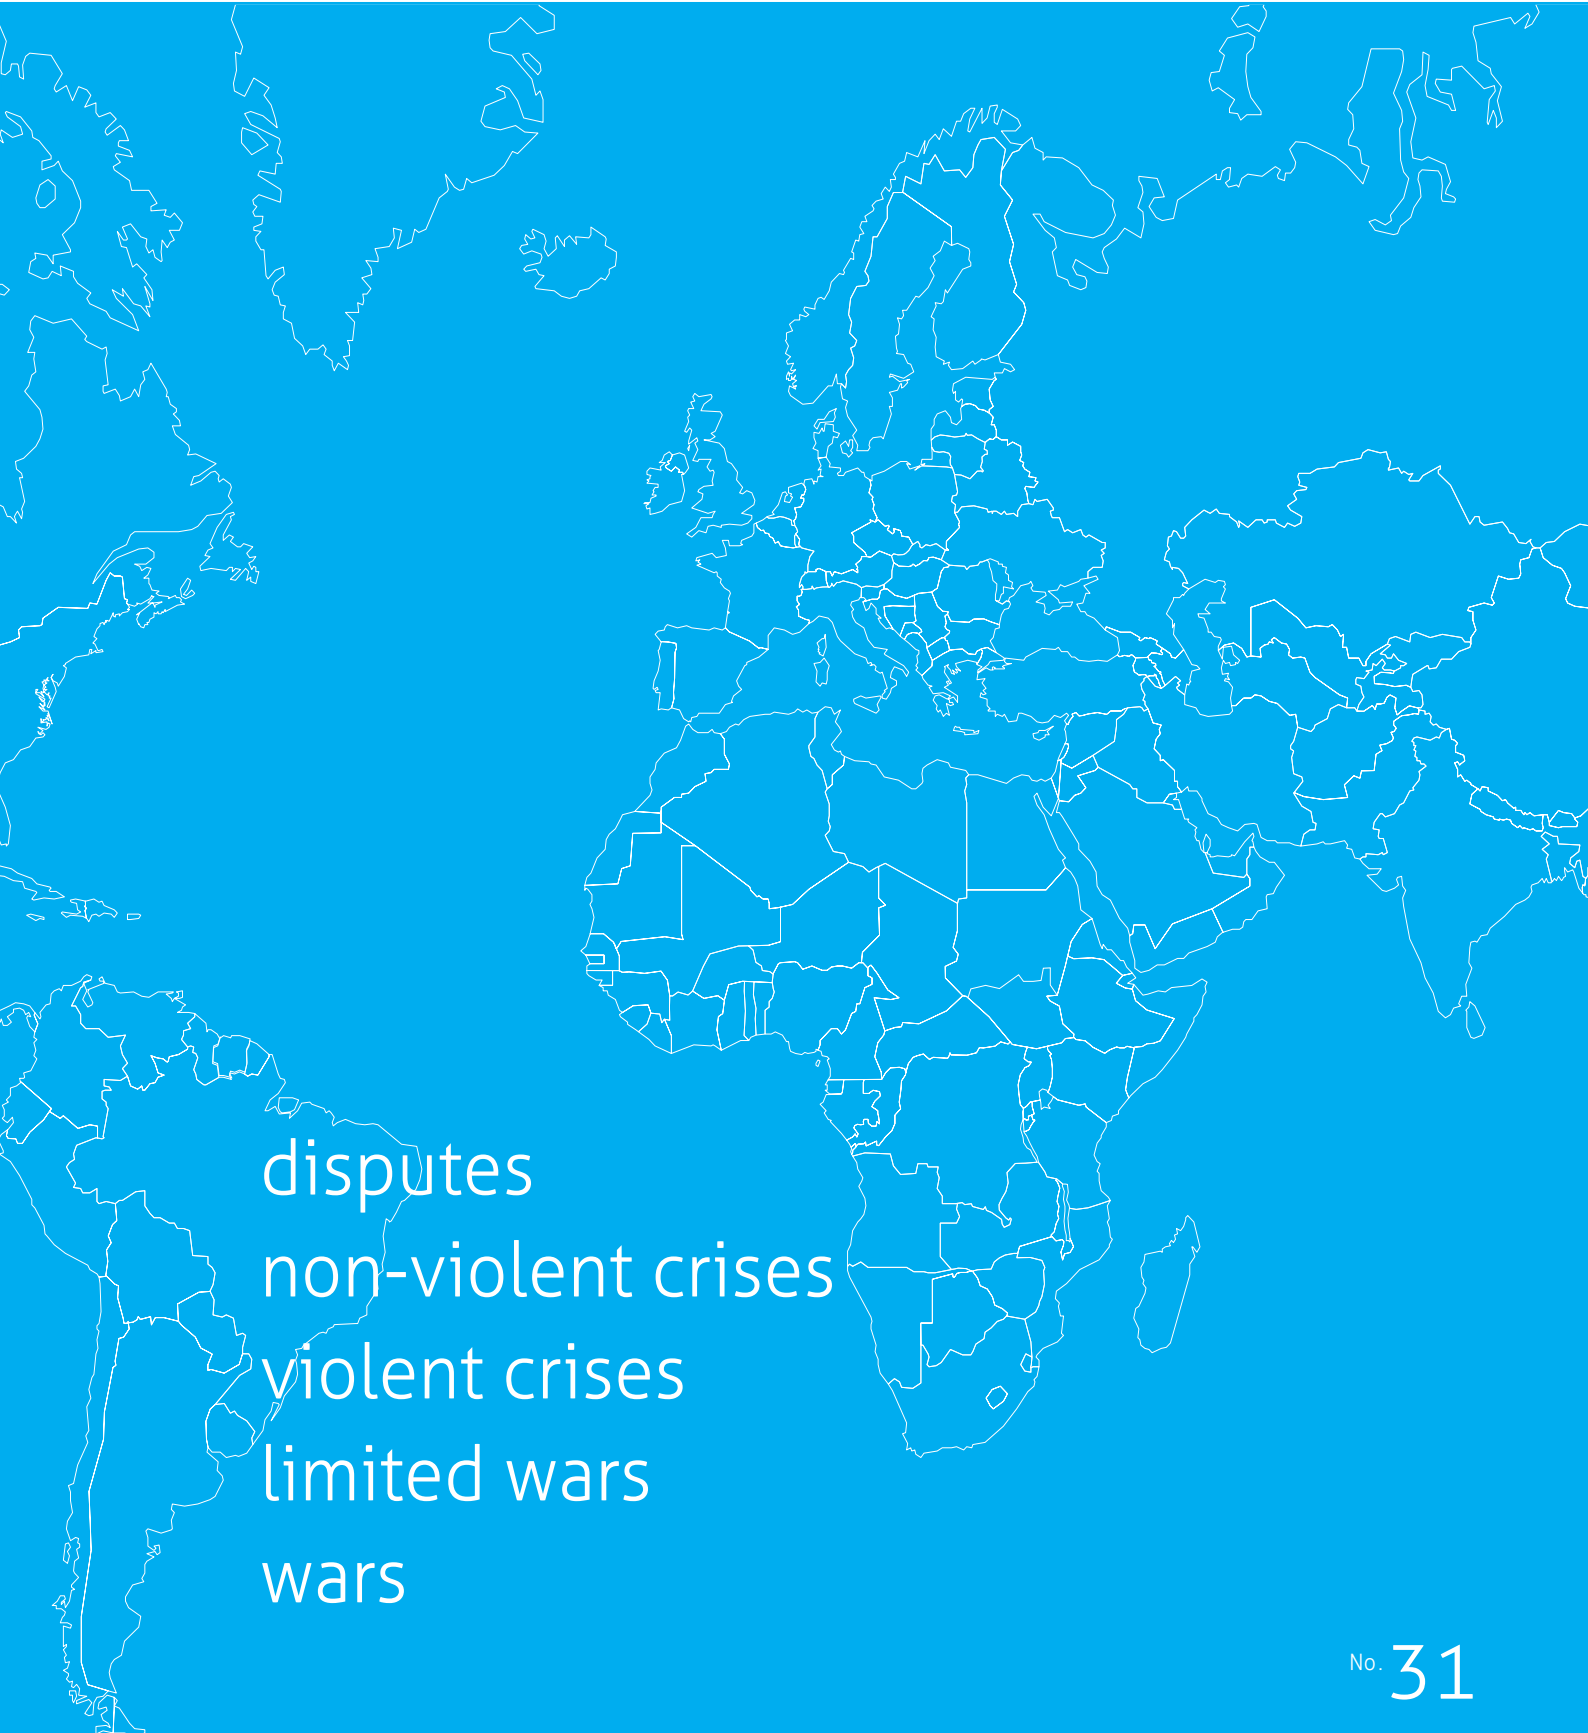 disputes
non-violent crises
violent crises
limited wars
wars
No. 31